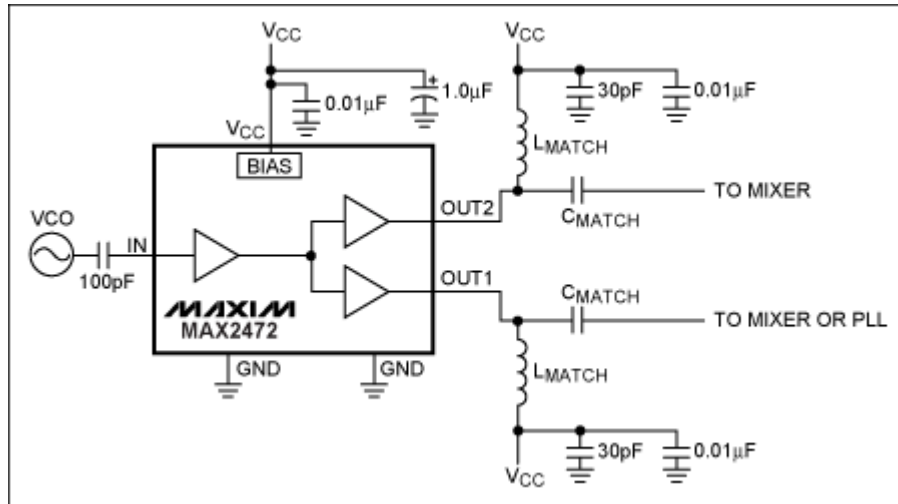 VCC
VCC
0.01µF
+
1.0µF
30pF
0.01µF
VCC
LMATCH
BIAS
OUT2
TO MIXER
CMATCH
VCO
IN
100pF
MAXIM
MAX2472
OUT1
CMATCH
TO MIXER OR PLL
GND
GND
LMATCH
30pF
0.01µF
VCC